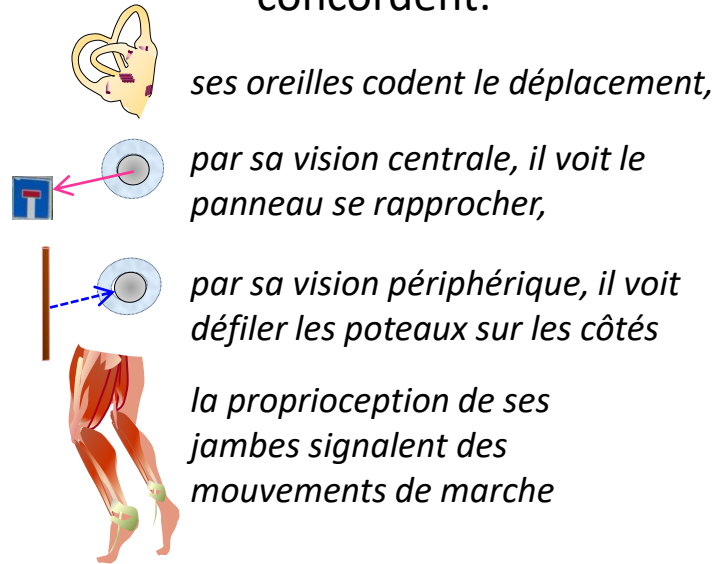 concordent:
ses oreilles codent le déplacement,
par sa vision centrale, il voit le
panneau se rapprocher,
par sa vision périphérique, il voit
défiler les poteaux sur les côtés
la proprioception de ses
jambes signalent des
mouvements de marche